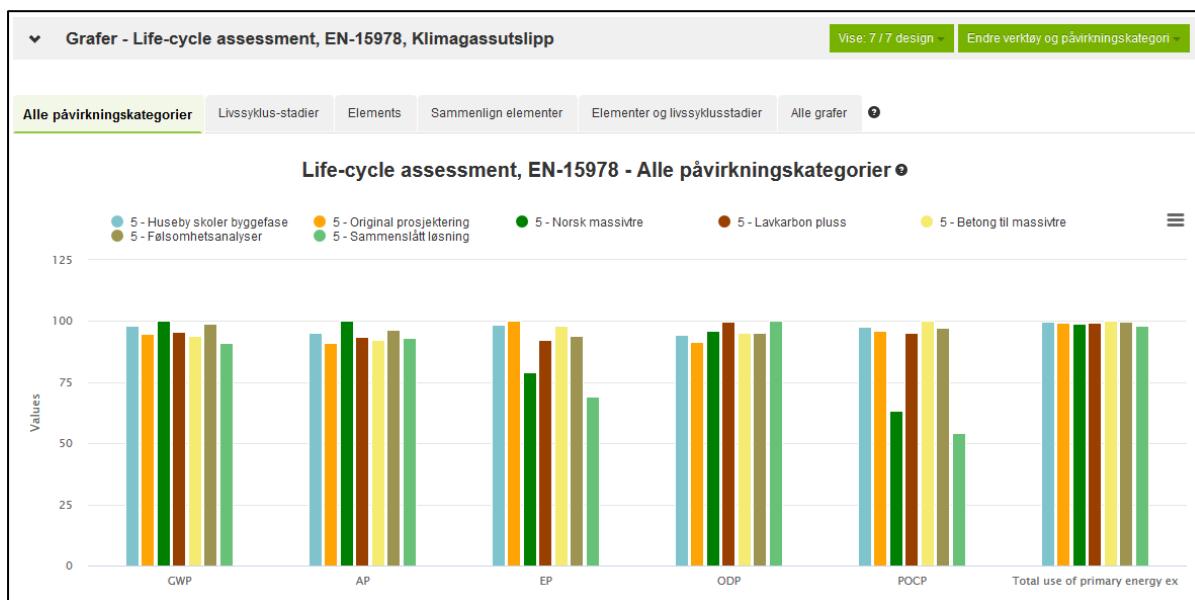 Grafer - Life-cycle assessment, EN-15978, Klimagassutslipp
Vise: 7 / 7 design
Endre verktøy og påvirkningskategori
Alle påvirkningskategorier
Livssyklus-stadier
Elements
Sammenlign elementer
Elementer og livssyklusstadier
Alle grafer
Life-cycle assessment, EN-15978 - Alle påvirkningskategorier
5 - Huseby skoler byggefase
5 - Original prosjektering
5 - Norsk massivtre
5 - Lavkarbon pluss
5 - Betong til massivtre
5 - Følsomhetsanalyser
5 - Sammenslått løsning
125
100
75
50
25
0
Values
GWP
AP
EP
ODP
POCP
Total use of primary energy ex